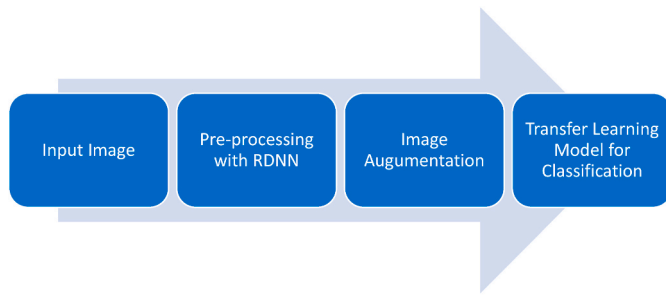 Input Image
Pre-processing
with RDNN
Image
Augumentation
Transfer Learning
Model for
Classification